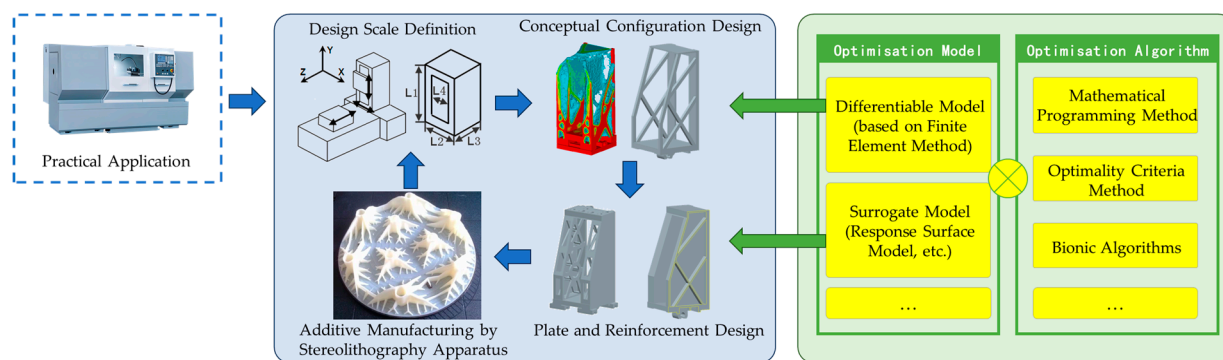 Practical Application
Design Scale Definition
Y
Z
X
L1
L4
L2
L3
Conceptual Configuration Design
Additive Manufacturing by
Stereolithography Apparatus
Plate and Reinforcement Design
Optimisation Model
Differentiable Model
(based on Finite
Element Method)
Surrogate Model
(Response Surface
Model, etc.)
...
Optimisation Algorithm
Mathematical
Programming Method
Optimality Criteria
Method
Bionic Algorithms
...